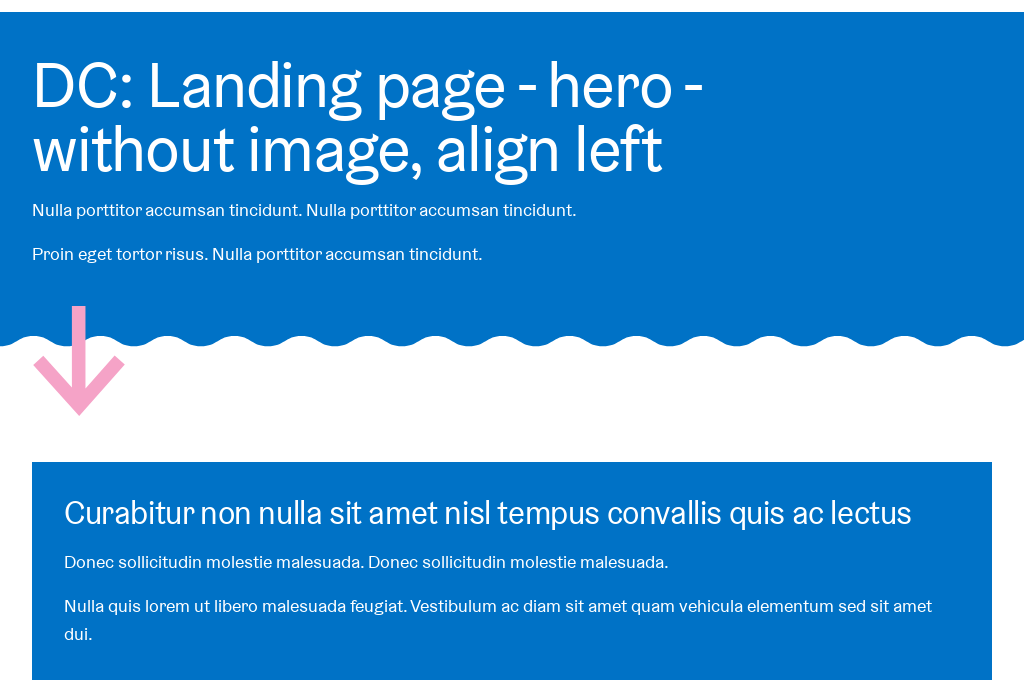 DC: Landing page - hero -
without image, align left
Nulla porttitor accumsan tincidunt. Nulla porttitor accumsan tincidunt.
Proin eget tortor risus. Nulla porttitor accumsan tincidunt.
Curabitur non nulla sit amet nisl tempus convallis quis ac lectus
Donec sollicitudin molestie malesuada. Donec sollicitudin molestie malesuada.
Nulla quis lorem ut libero malesuada feugiat. Vestibulum ac diam sit amet quam vehicula elementum sed sit amet
dui.